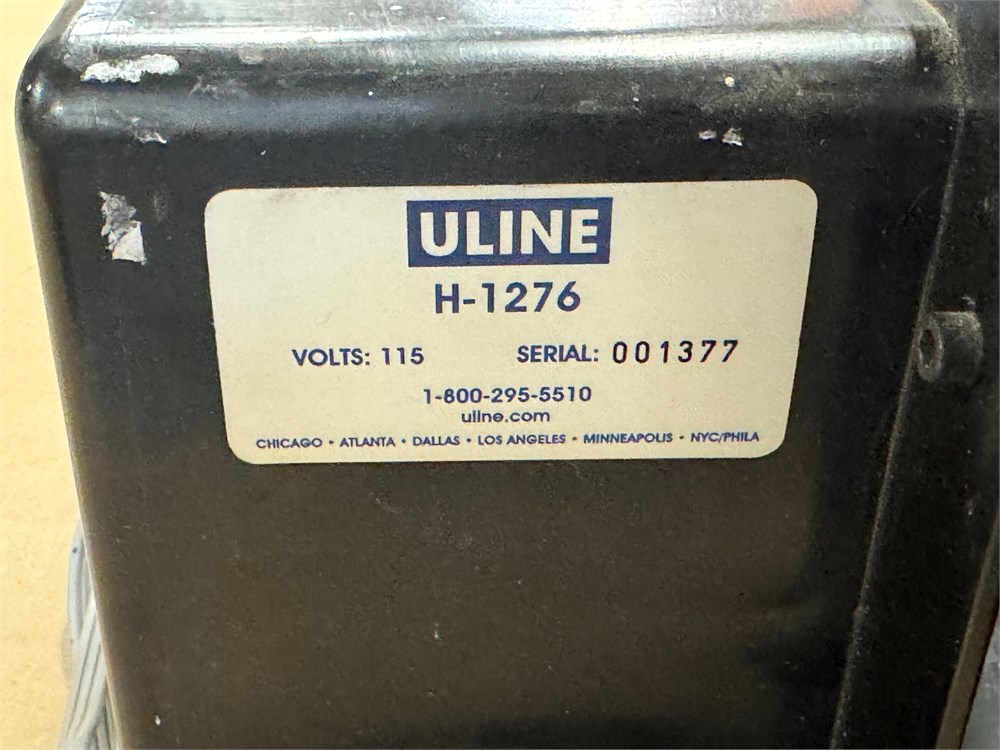 ULINE
H-1276
VOLTS: 115 SERIAL: 001377
1-800-295-5510
uline.com
CHICAGO • ATLANTA • DALLAS • LOS ANGELES • MINNEAPOLIS • NYC/PHILA